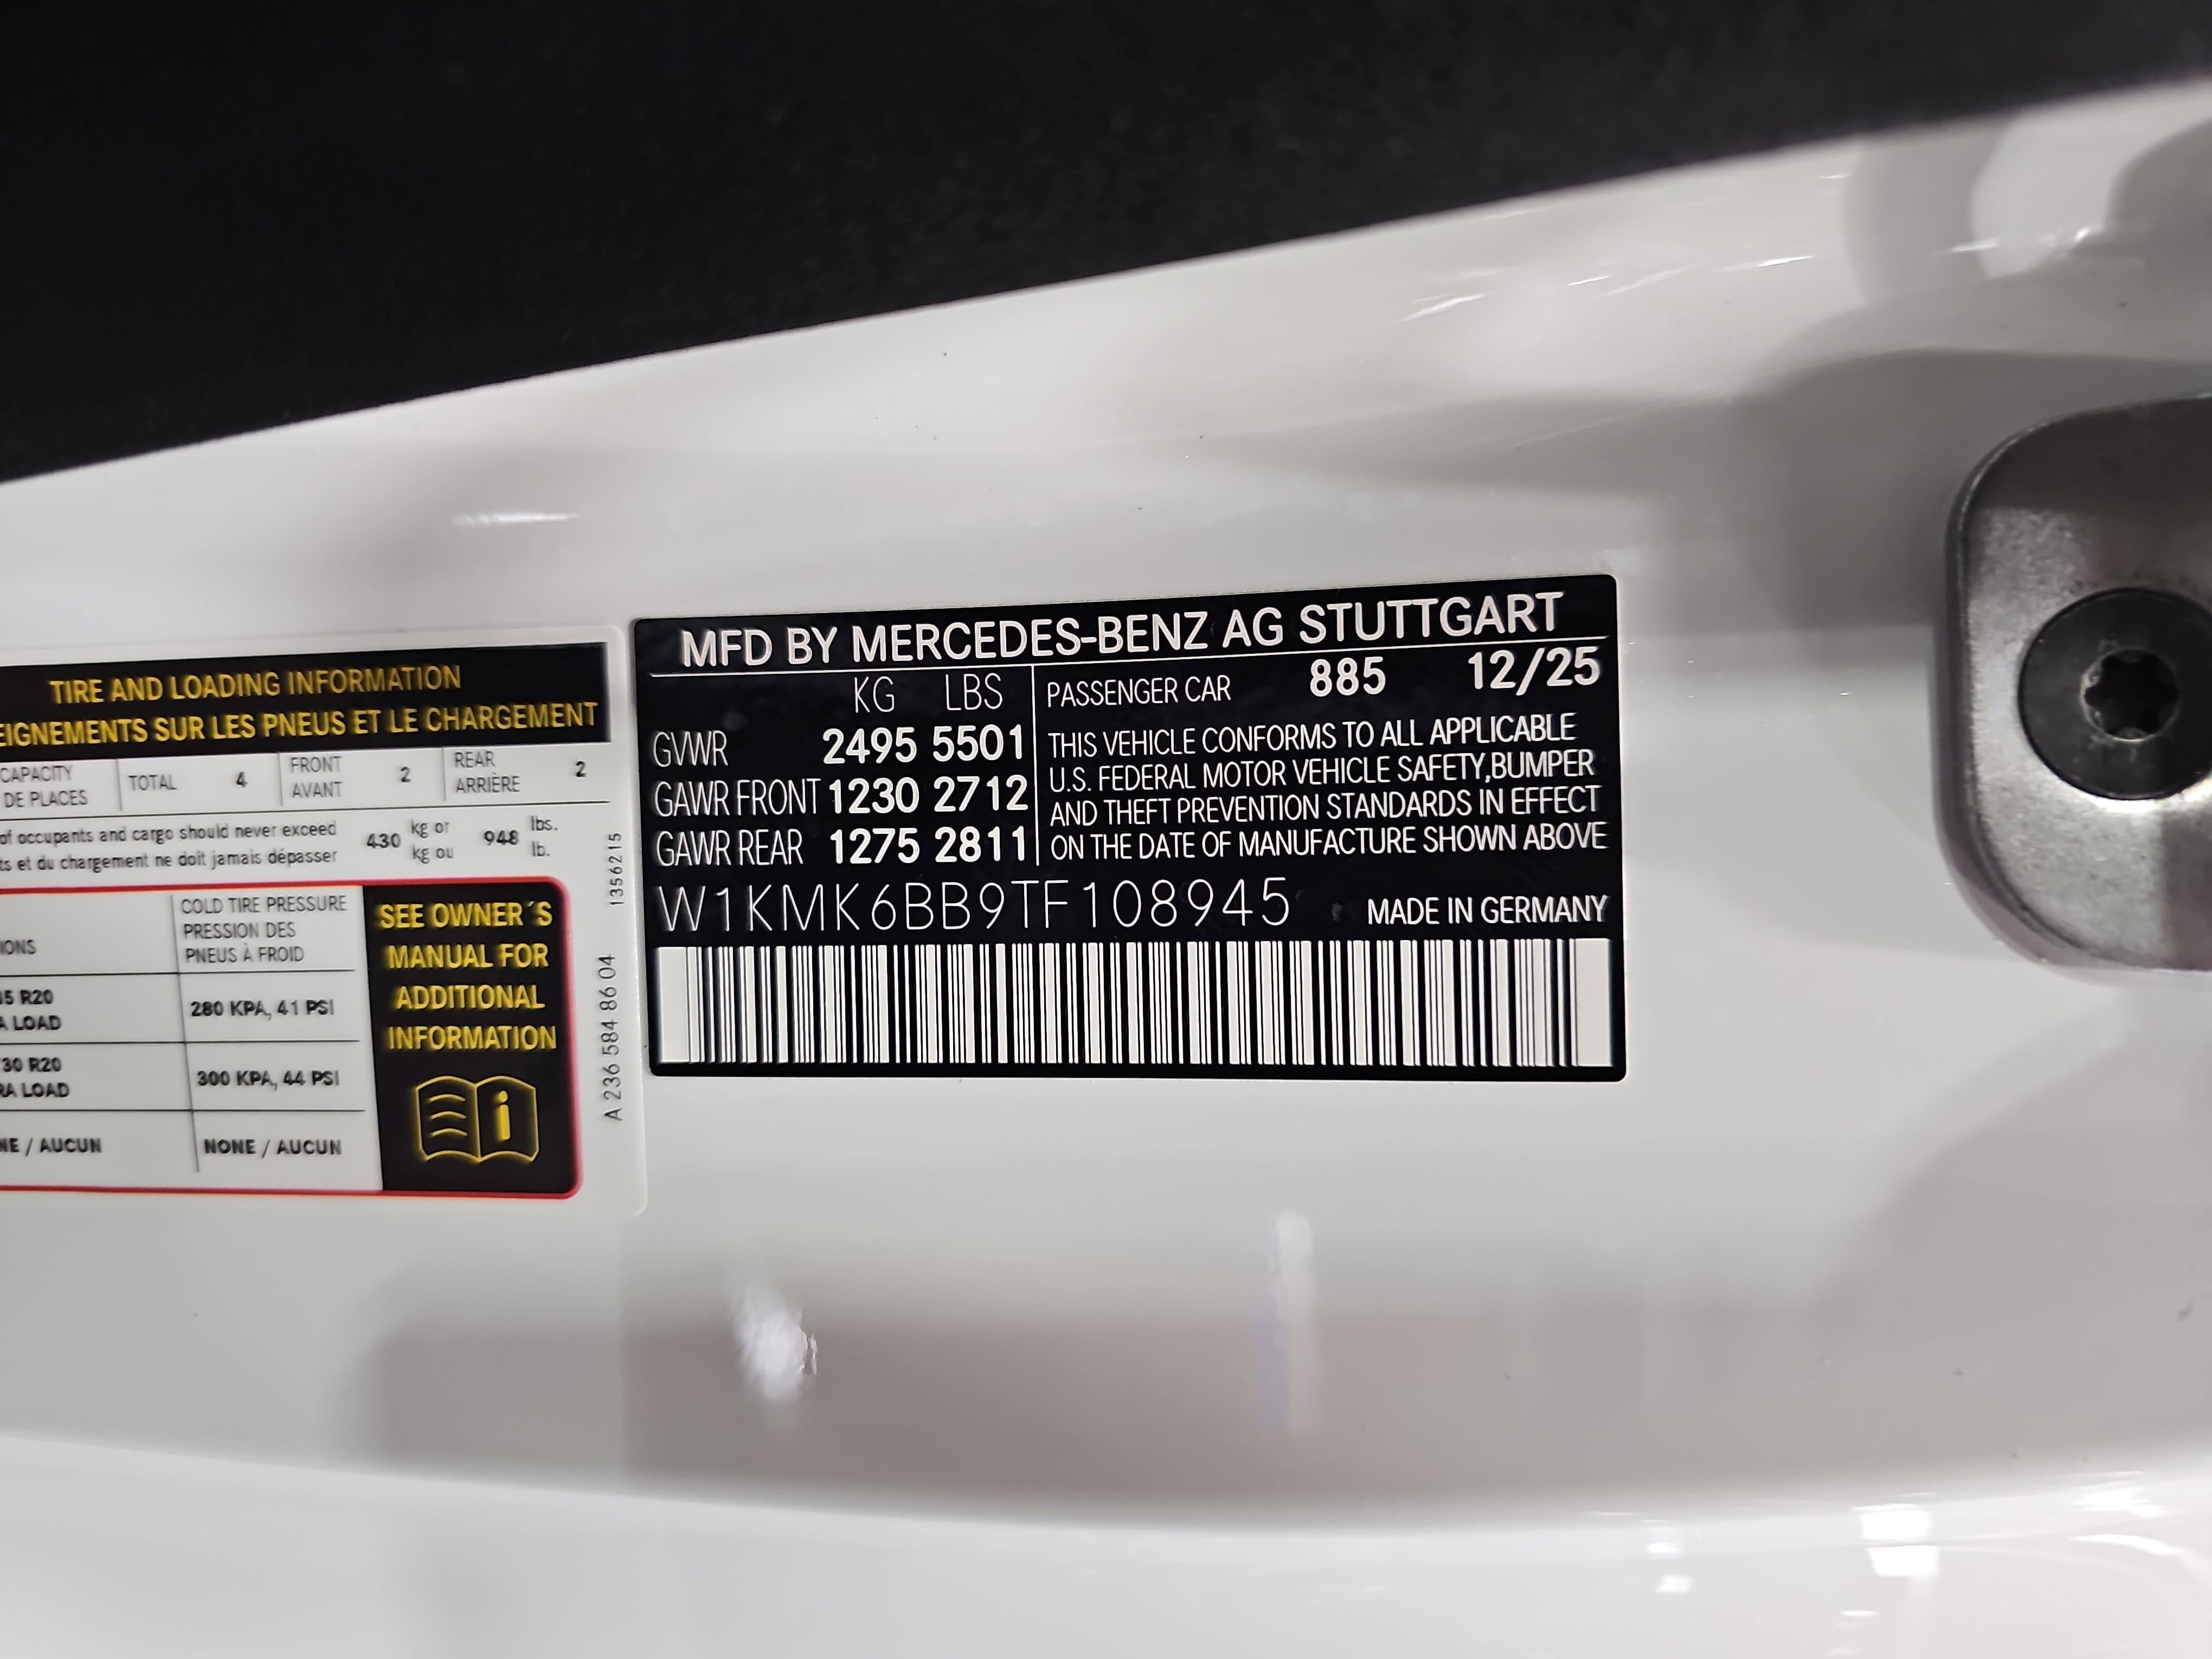 TIRE AND LOADING INFORMATION
EIGNEMENTS SUR LES PNEUS ET LE CHARGEMENT
CAPACITY
DE PLACES
TOTAL 4
FRONT
AVANT
2
REAR
ARRIÈRE
2
of occupants and cargo should never exceed
ts et du chargement ne doit jamais dépasser
430 kg or
kg ou
948 lbs.
lb.
IONS
COLD TIRE PRESSURE
PRESSION DES
PNEUS À FROID
5 R20
A LOAD
280 KPA, 41 PSI
30 R20
RA LOAD
300 KPA, 44 PSI
NE / AUCUN
NONE / AUCUN
SEE OWNER´S
MANUAL FOR
ADDITIONAL
INFORMATION
1356215
A 236 584 86 04
MFD BY MERCEDES-BENZ AG STUTTGART
KG LBS
GVWR 2495 5501
GAWR FRONT 1230 2712
GAWR REAR 1275 2811
PASSENGER CAR 885 12/25
THIS VEHICLE CONFORMS TO ALL APPLICABLE
U.S. FEDERAL MOTOR VEHICLE SAFETY,BUMPER
AND THEFT PREVENTION STANDARDS IN EFFECT
ON THE DATE OF MANUFACTURE SHOWN ABOVE
W1KMK6BB9TF108945
MADE IN GERMANY